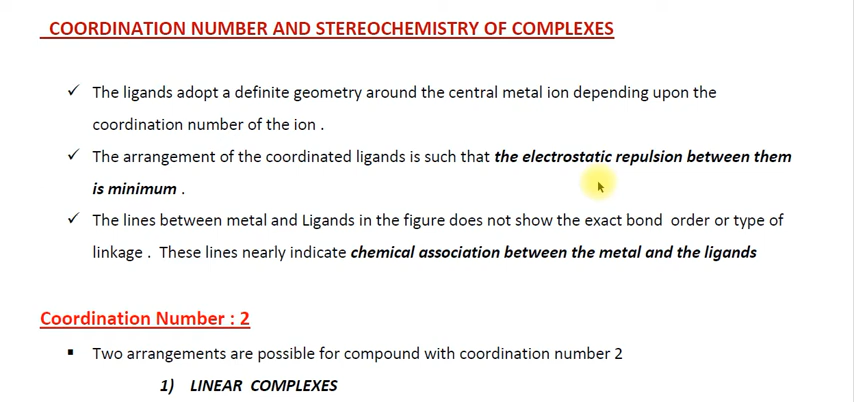 COORDINATION NUMBER AND STEREOCHEMISTRY OF COMPLEXES
✓ The ligands adopt a definite geometry around the central metal ion depending upon the
coordination number of the ion .
✓ The arrangement of the coordinated ligands is such that the electrostatic repulsion between them
is minimum .
✓ The lines between metal and Ligands in the figure does not show the exact bond order or type of
linkage . These lines nearly indicate chemical association between the metal and the ligands
Coordination Number : 2
▪ Two arrangements are possible for compound with coordination number 2
1) LINEAR COMPLEXES